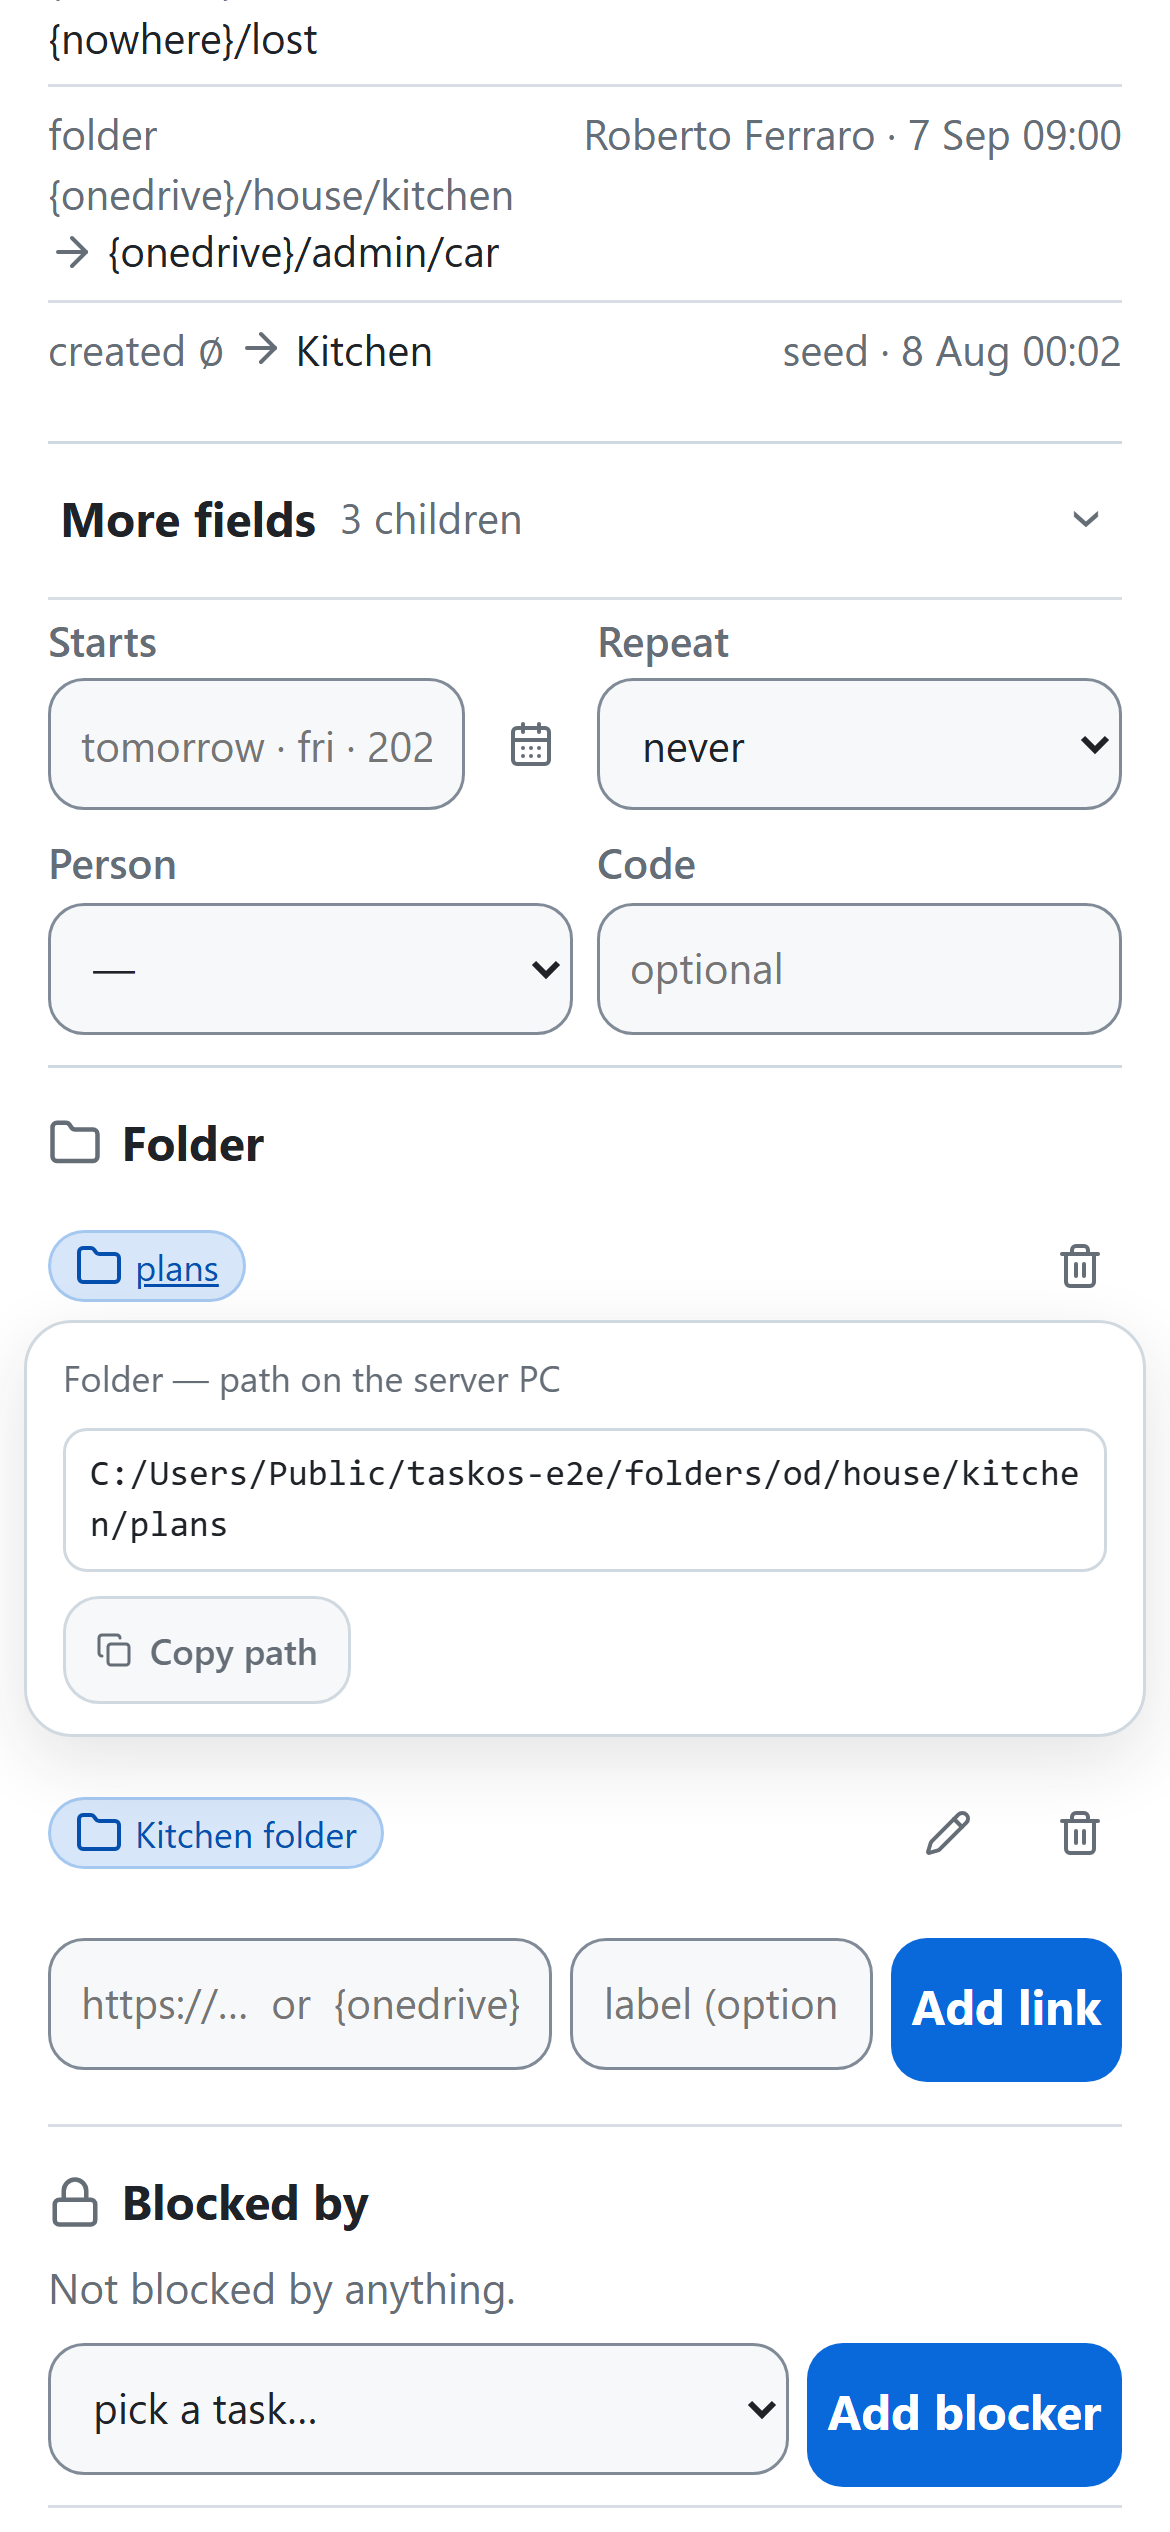 {nowhere}/lost
folder Roberto Ferraro · 7 Sep 09:00
{onedrive}/house/kitchen
→ {onedrive}/admin/car
created Ø → Kitchen seed · 8 Aug 00:02
More fields 3 children
Starts Repeat
tomorrow · fri · 202 never
Person Code
— optional
Folder
plans
Folder — path on the server PC
C:/Users/Public/taskos-e2e/folders/od/house/kitche
n/plans
Copy path
Kitchen folder
https://... or {onedrive} label (option Add link
Blocked by
Not blocked by anything.
pick a task... Add blocker